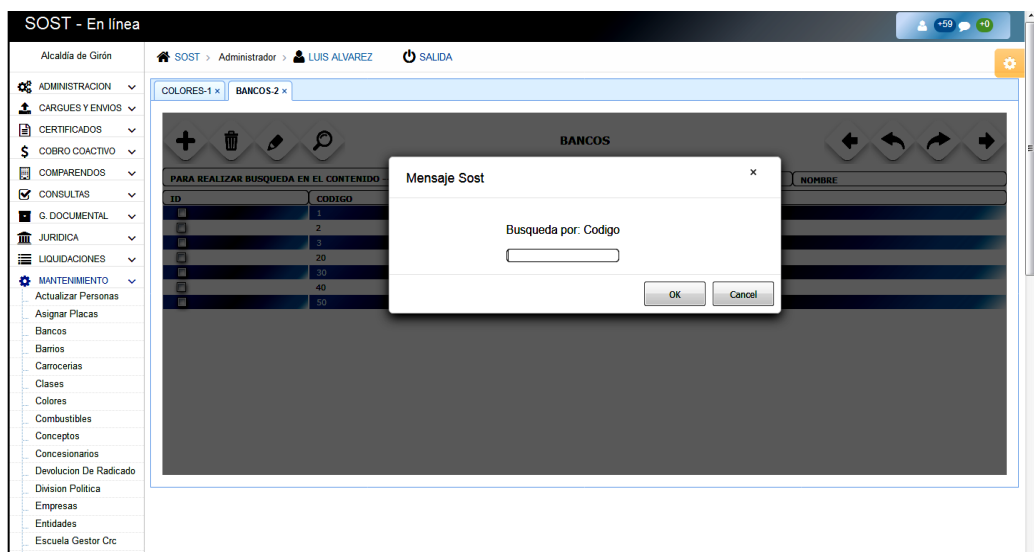 SOST - En línea
+59 +0
Alcaldía de Girón
SOST > Administrador > LUIS ALVAREZ SALIDA
ADMINISTRACION
CARGUES Y ENVIOS
CERTIFICADOS
COBRO COACTIVO
COMPARENDOS
CONSULTAS
G. DOCUMENTAL
JURIDICA
LIQUIDACIONES
MANTENIMIENTO
Actualizar Personas
Asignar Placas
Bancos
Barrios
Carrocerias
Clases
Colores
Combustibles
Conceptos
Concesionarios
Devolucion De Radicado
Division Politica
Empresas
Entidades
Escuela Gestor Crc
COLORES-1 × BANCOS-2 ×
BANCOS
PARA REALIZAR BUSQUEDA EN EL CONTENIDO NOMBRE
ID CODIGO
1
2
3
20
30
40
50
Mensaje Sost ×
Busqueda por: Codigo
OK Cancel